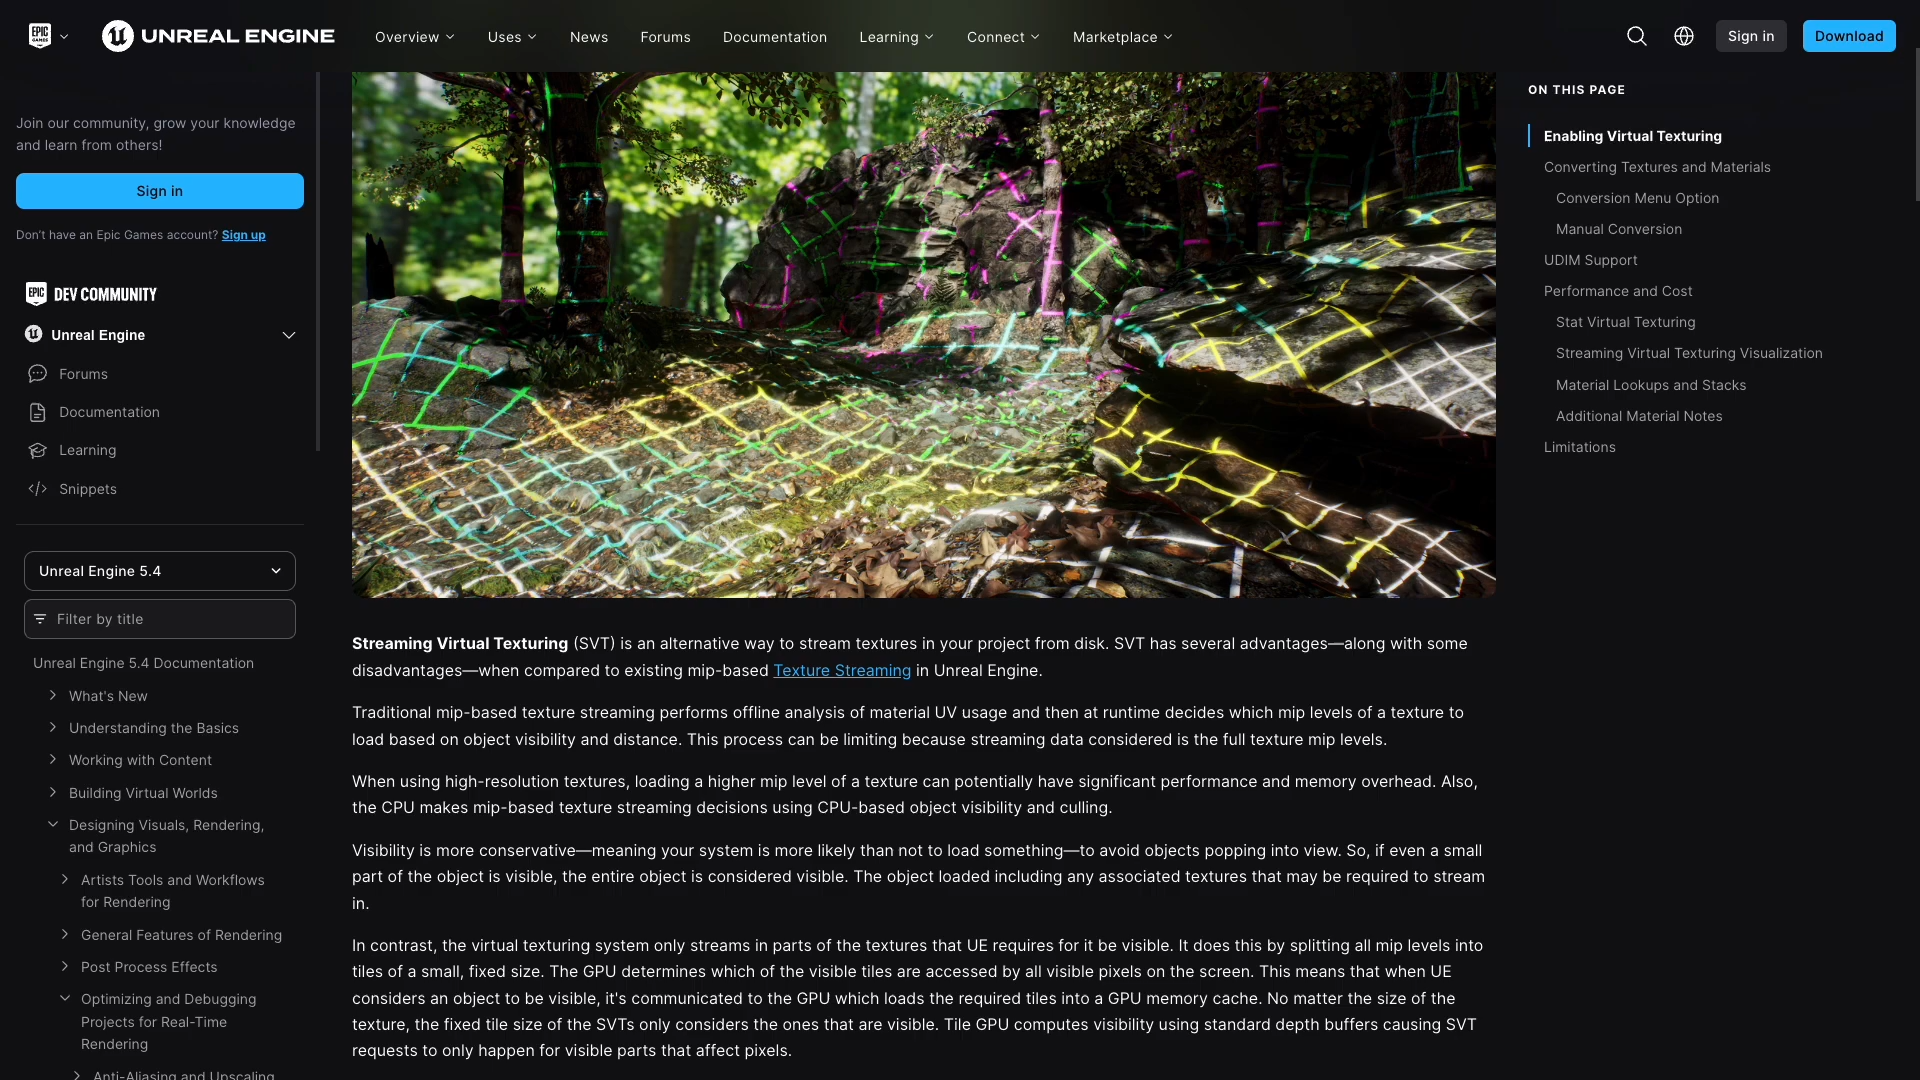 EPIC GAMES
UNREAL ENGINE
Overview
Uses
News
Forums
Documentation
Learning
Connect
Marketplace
Sign in
Download
Join our community, grow your knowledge
and learn from others!
Sign in
Don't have an Epic Games account? Sign up
EPIC DEV COMMUNITY
Unreal Engine
Forums
Documentation
Learning
Snippets
Unreal Engine 5.4
Filter by title
Unreal Engine 5.4 Documentation
What's New
Understanding the Basics
Working with Content
Building Virtual Worlds
Designing Visuals, Rendering,
and Graphics
Artists Tools and Workflows
for Rendering
General Features of Rendering
Post Process Effects
Optimizing and Debugging
Projects for Real-Time
Rendering
Anti-Aliasing and Upscaling
Streaming Virtual Texturing (SVT) is an alternative way to stream textures in your project from disk. SVT has several advantages—along with some
disadvantages—when compared to existing mip-based Texture Streaming in Unreal Engine.
Traditional mip-based texture streaming performs offline analysis of material UV usage and then at runtime decides which mip levels of a texture to
load based on object visibility and distance. This process can be limiting because streaming data considered is the full texture mip levels.
When using high-resolution textures, loading a higher mip level of a texture can potentially have significant performance and memory overhead. Also,
the CPU makes mip-based texture streaming decisions using CPU-based object visibility and culling.
Visibility is more conservative—meaning your system is more likely than not to load something—to avoid objects popping into view. So, if even a small
part of the object is visible, the entire object is considered visible. The object loaded including any associated textures that may be required to stream
in.
In contrast, the virtual texturing system only streams in parts of the textures that UE requires for it be visible. It does this by splitting all mip levels into
tiles of a small, fixed size. The GPU determines which of the visible tiles are accessed by all visible pixels on the screen. This means that when UE
considers an object to be visible, it's communicated to the GPU which loads the required tiles into a GPU memory cache. No matter the size of the
texture, the fixed tile size of the SVTs only considers the ones that are visible. Tile GPU computes visibility using standard depth buffers causing SVT
requests to only happen for visible parts that affect pixels.
ON THIS PAGE
Enabling Virtual Texturing
Converting Textures and Materials
Conversion Menu Option
Manual Conversion
UDIM Support
Performance and Cost
Stat Virtual Texturing
Streaming Virtual Texturing Visualization
Material Lookups and Stacks
Additional Material Notes
Limitations